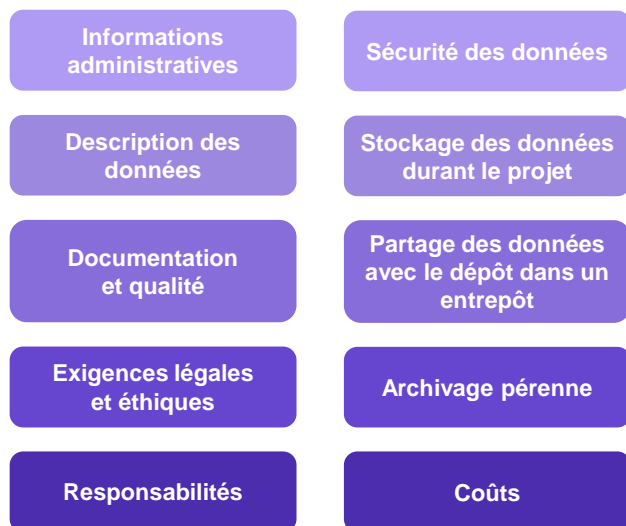 Informations
administratives
Sécurité des données
Description des
données
Stockage des données
durant le projet
Documentation
et qualité
Partage des données
avec le dépôt dans un
entrepôt
Exigences légales
et éthiques
Archivage pérenne
Responsabilités
Coûts